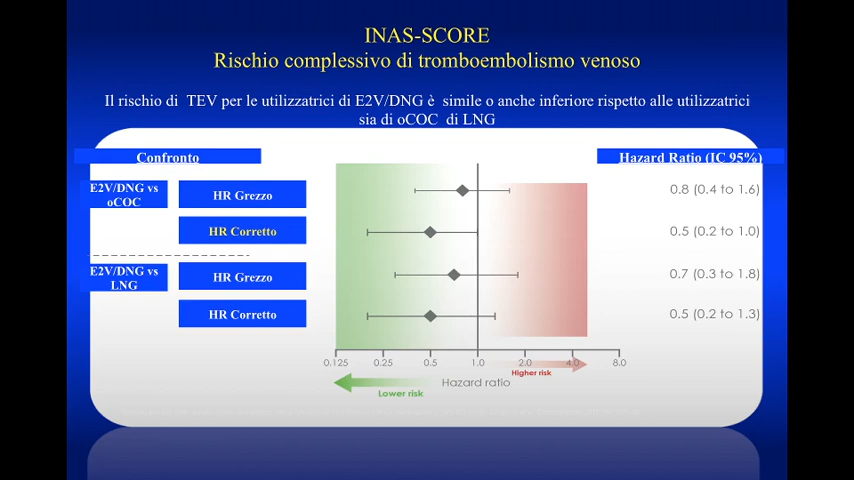 INAS-SCORE
Rischio complessivo di tromboembolismo venoso
Il rischio di TEV per le utilizzatrici di E2V/DNG è simile o anche inferiore rispetto alle utilizzatrici
sia di oCOC di LNG
Confronto
Hazard Ratio (IC 95%)
E2V/DNG vs
oCOC
HR Grezzo
0.8 (0.4 to 1.6)
HR Corretto
0.5 (0.2 to 1.0)
E2V/DNG vs
LNG
HR Grezzo
0.7 (0.3 to 1.8)
HR Corretto
0.5 (0.2 to 1.3)
0.125 0.25 0.5 1.0 2.0 4.0 8.0
Higher risk
Hazard ratio
Lower risk